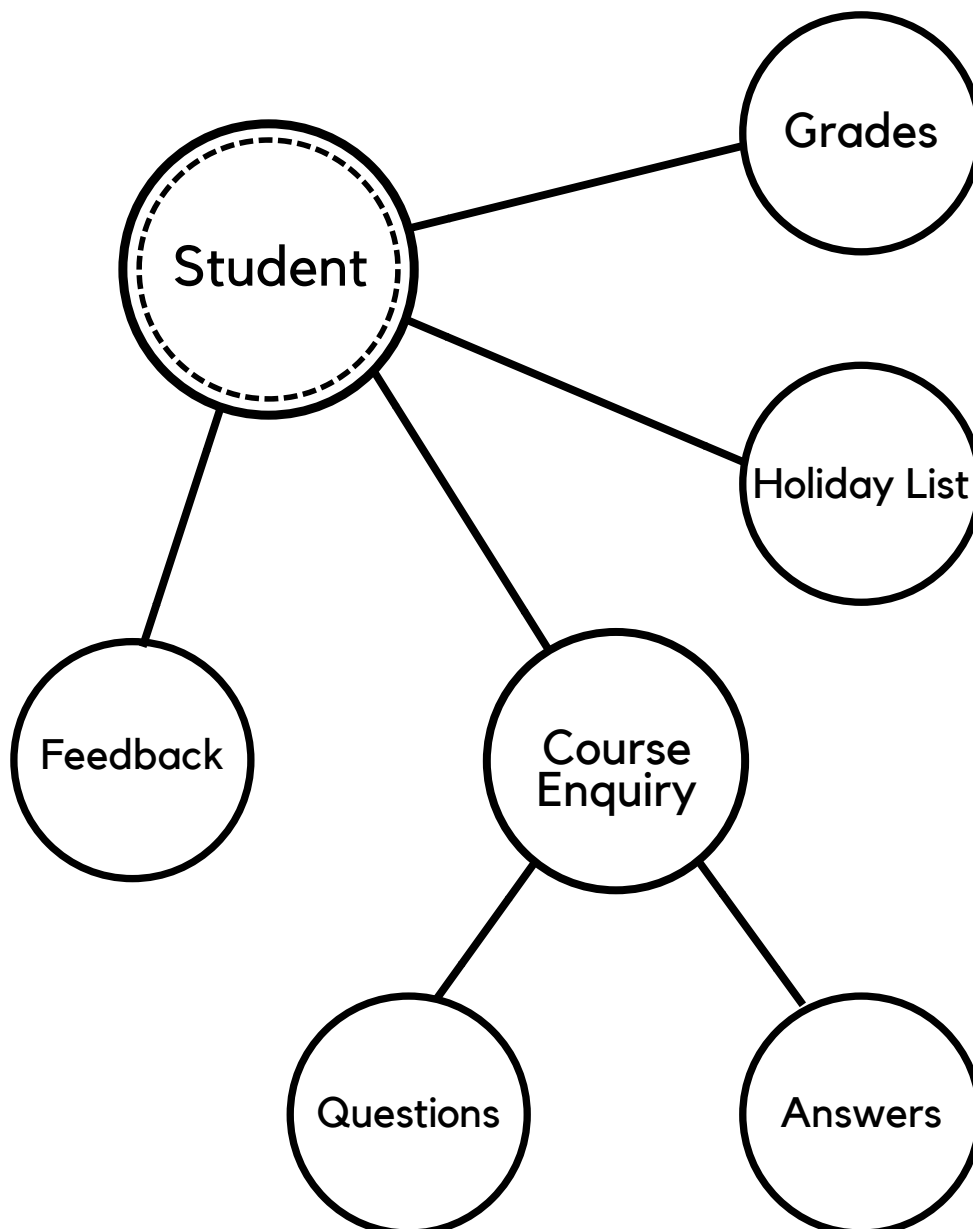 Grades
Student
Holiday List
Feedback
Course
Enquiry
Questions
Answers